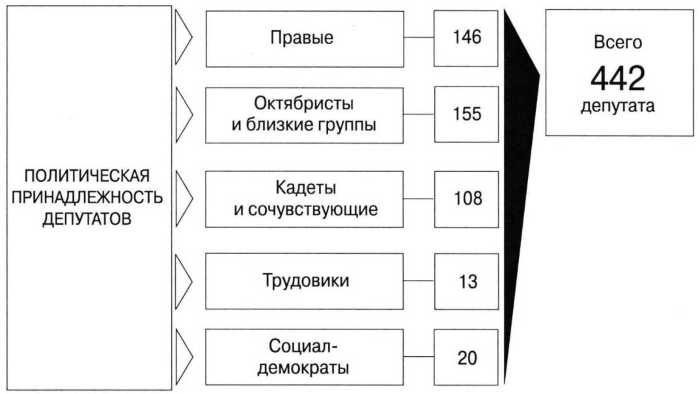 ПОЛИТИЧЕСКАЯ
ПРИНАДЛЕЖНОСТЬ
ДЕПУТАТОВ
Правые
146
Октябристы
и близкие группы
155
Кадеты
и сочувствующие
108
Трудовики
13
Социал-
демократы
20
Всего
442
депутата